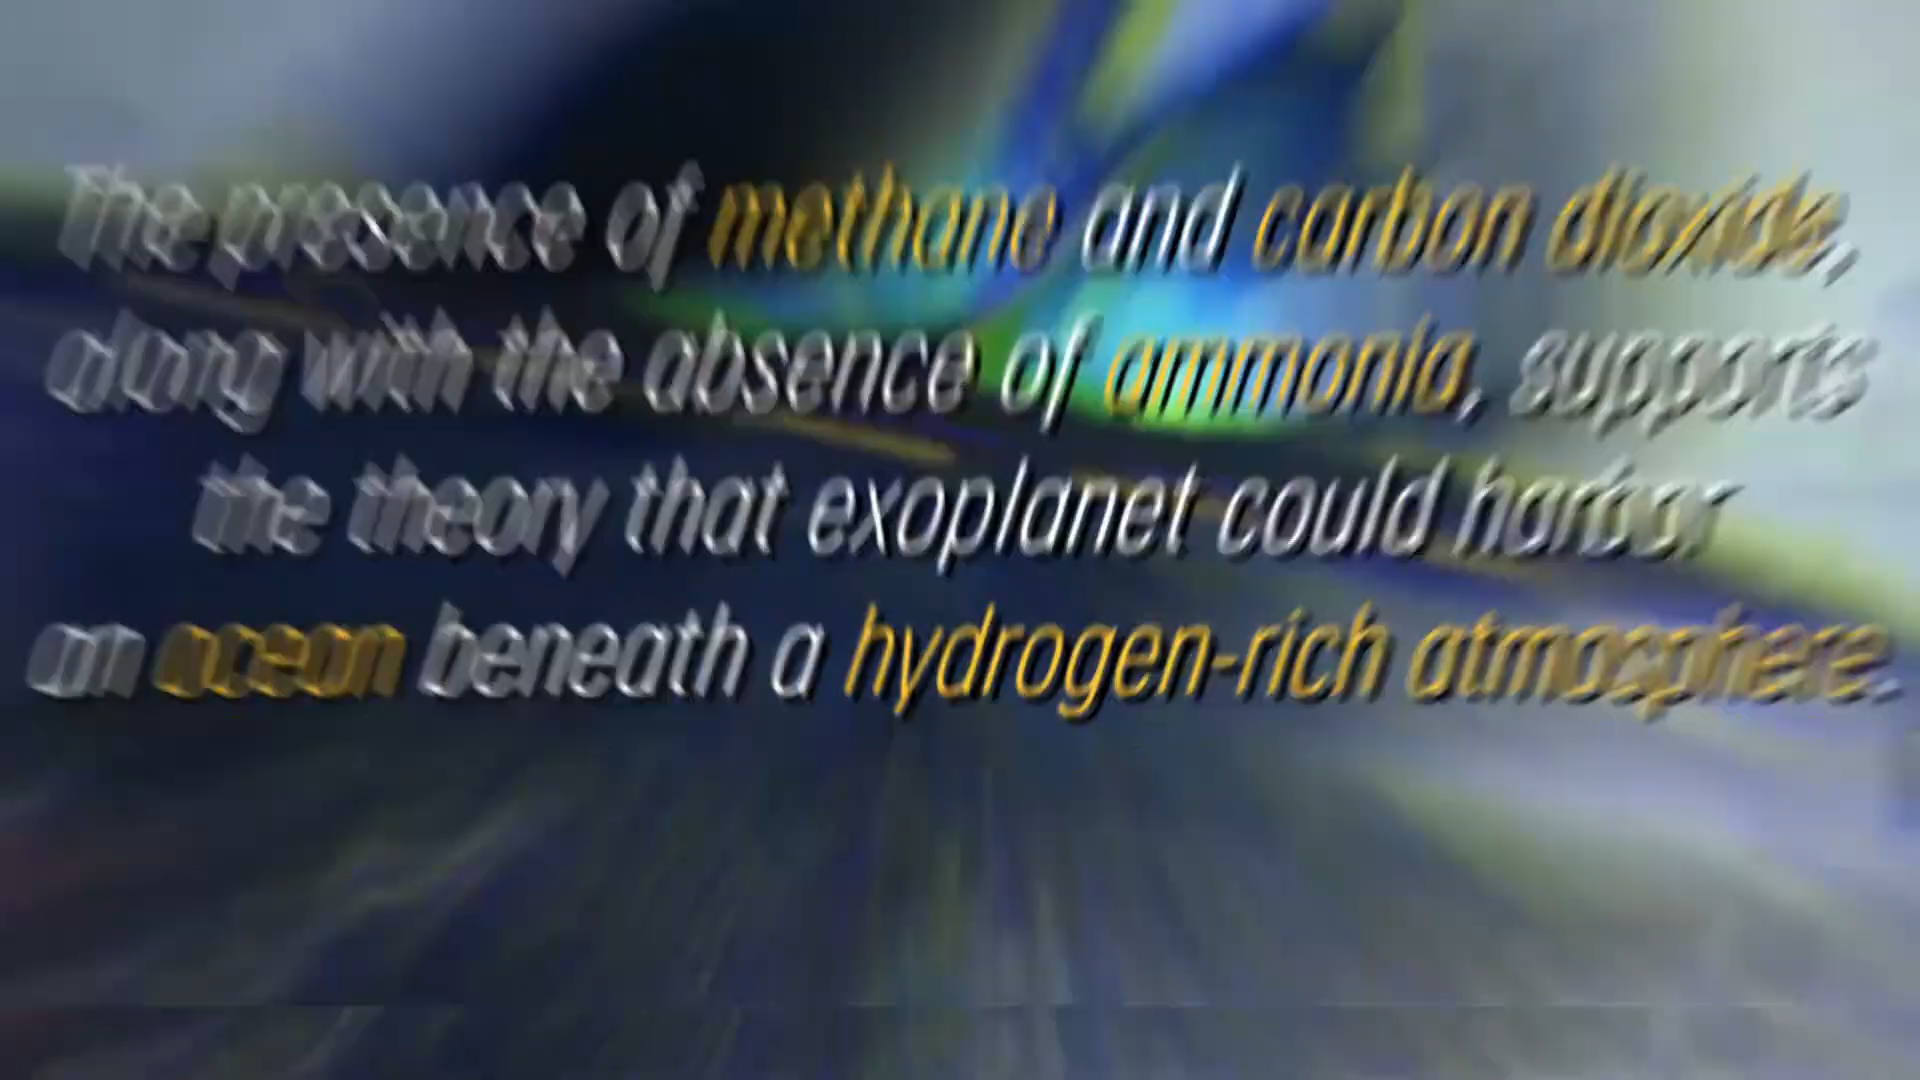 The presence of methane and carbon dioxide,
along with the absence of ammonia, supports
the theory that exoplanet could harbor
an ocean beneath a hydrogen-rich atmosphere.